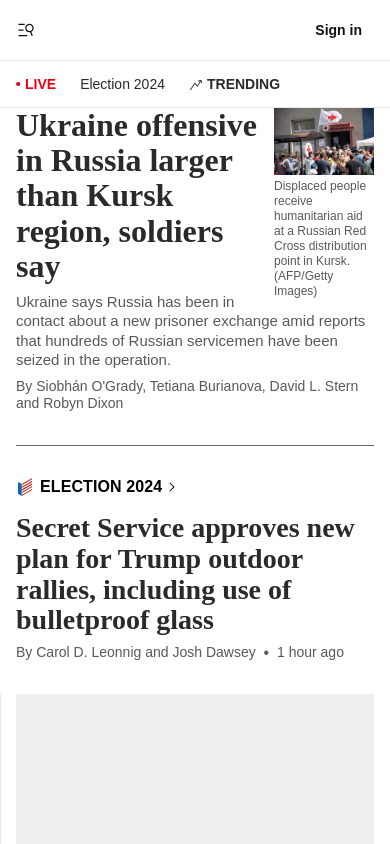 Sign in
LIVE
Election 2024
TRENDING
Ukraine offensive
in Russia larger
than Kursk
region, soldiers
say
Displaced people
receive
humanitarian aid
at a Russian Red
Cross distribution
point in Kursk.
(AFP/Getty
Images)
Ukraine says Russia has been in
contact about a new prisoner exchange amid reports
that hundreds of Russian servicemen have been
seized in the operation.
By Siobhán O'Grady, Tetiana Burianova, David L. Stern
and Robyn Dixon
ELECTION 2024
Secret Service approves new
plan for Trump outdoor
rallies, including use of
bulletproof glass
By Carol D. Leonnig and Josh Dawsey • 1 hour ago